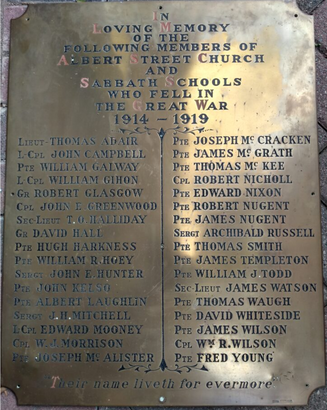 IN
LOVING MEMORY
OF THE
FOLLOWING MEMBERS OF
ALBERT STREET CHURCH
AND
SABBATH SCHOOLS
WHO FELL IN
THE GREAT WAR
1914 – 1919
LIEUT THOMAS ADAIR
L.CPL JOHN CAMPBELL
PTE WILLIAM GALWAY
L.CPL WILLIAM GIHON
GR ROBERT GLASGOW
CPL JOHN E. GREENWOOD
SEC-LIEUT T.O. HALLIDAY
GR DAVID HALL
PTE HUGH HARKNESS
PTE WILLIAM R. HOEY
SERGT JOHN E. HUNTER
PTE JOHN KELSO
PTE ALBERT LAUGHLIN
SERGT J.H. MITCHELL
L.CPL EDWARD MOONEY
CPL W.J. MORRISON
PTE JOSEPH Mc ALISTER
PTE JOSEPH Mc CRACKEN
PTE JAMES Mc GRATH
PTE THOMAS Mc KEE
CPL ROBERT NICHOLL
PTE EDWARD NIXON
PTE ROBERT NUGENT
PTE JAMES NUGENT
SERGT ARCHIBALD RUSSELL
PTE THOMAS SMITH
PTE JAMES TEMPLETON
PTE WILLIAM J. TODD
SEC-LIEUT JAMES WATSON
PTE THOMAS WAUGH
PTE DAVID WHITESIDE
PTE JAMES WILSON
CPL WM R. WILSON
PTE FRED YOUNG
"Their name liveth for evermore"